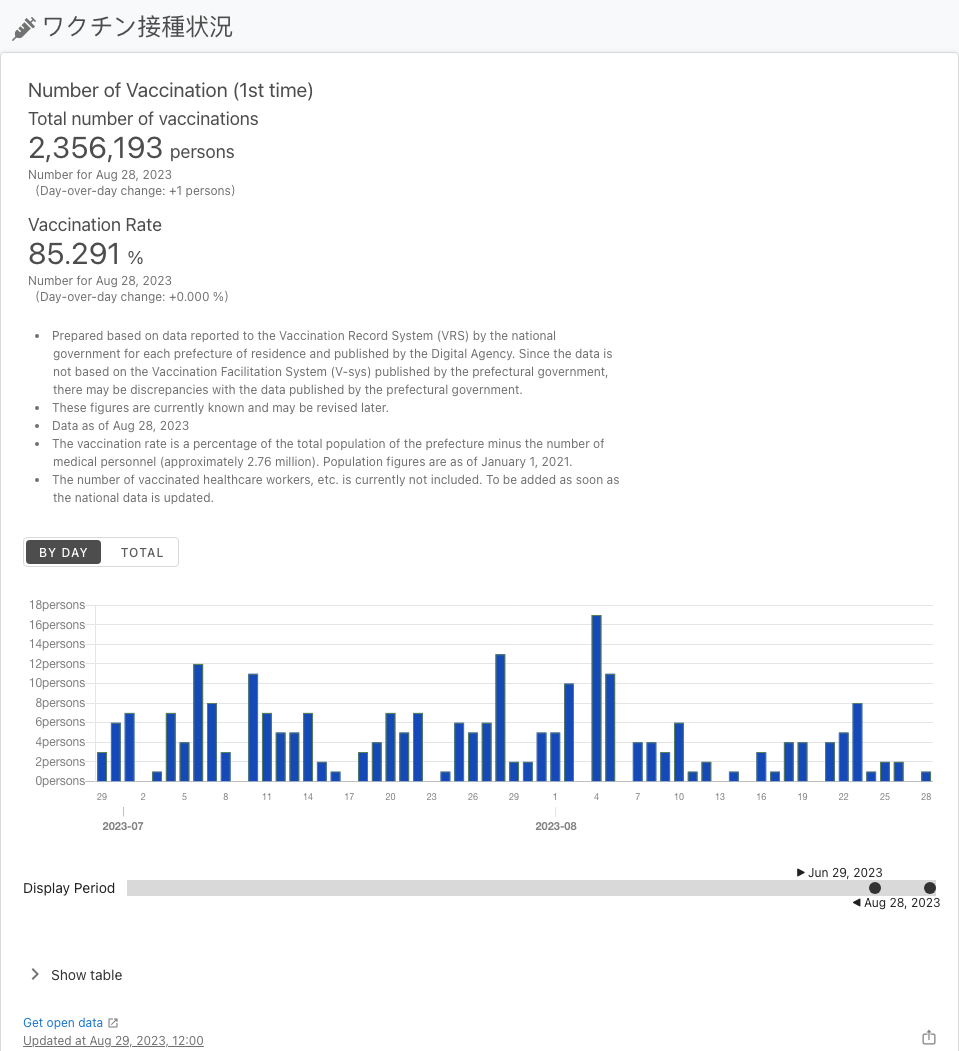 ワクチン接種状況
Number of Vaccination (1st time)
Total number of vaccinations
2,356,193 persons
Number for Aug 28, 2023
(Day-over-day change: +1 persons)
Vaccination Rate
85.291 %
Number for Aug 28, 2023
(Day-over-day change: +0.000 %)
• Prepared based on data reported to the Vaccination Record System (VRS) by the national
government for each prefecture of residence and published by the Digital Agency. Since the data is
not based on the Vaccination Facilitation System (V-sys) published by the prefectural government,
there may be discrepancies with the data published by the prefectural government.
• These figures are currently known and may be revised later.
• Data as of Aug 28, 2023
• The vaccination rate is a percentage of the total population of the prefecture minus the number of
medical personnel (approximately 2.76 million). Population figures are as of January 1, 2021.
• The number of vaccinated healthcare workers, etc. is currently not included. To be added as soon as
the national data is updated.
BY DAY TOTAL
18persons
16persons
14persons
12persons
10persons
8persons
6persons
4persons
2persons
0persons
29 2 5 8 11 14 17 20 23 26 29 1 4 7 10 13 16 19 22 25 28
2023-07 2023-08
Jun 29, 2023
Display Period
Aug 28, 2023
Show table
Get open data
Updated at Aug 29, 2023, 12:00